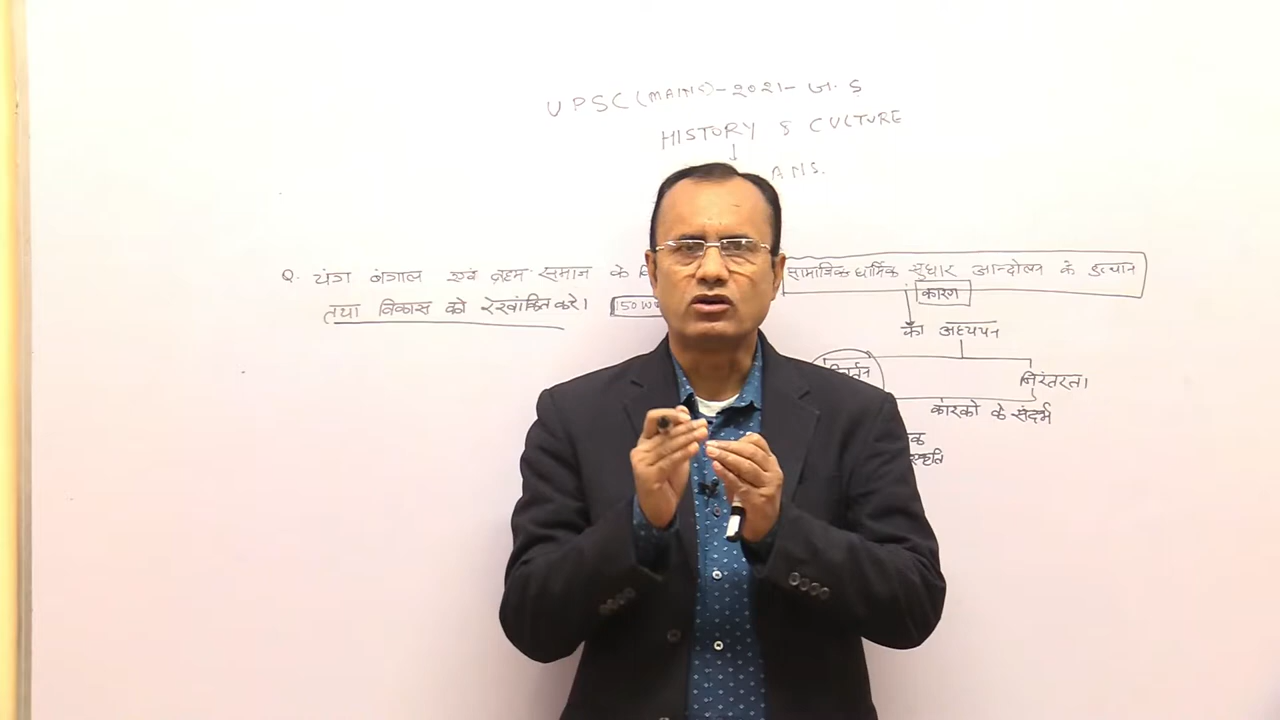 UPSC (MAINS)-२०२१- जी. S
HISTORY & CULTURE
ANS.
Q. यंग बंगाल एवं ब्रह्म समाज के सामाजिक धार्मिक सुधार आन्दोलन के उत्थान
तथा विकास को रेखांकित करे। 150
कारण
का अध्ययन
निरंतरता
कारको के संदर्भ